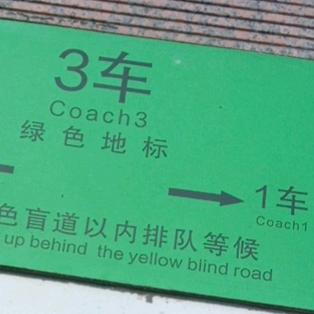 3车
Coach3
绿色地标
1车
Coach1
色盲道以内排队等候
up behind the yellow blind road